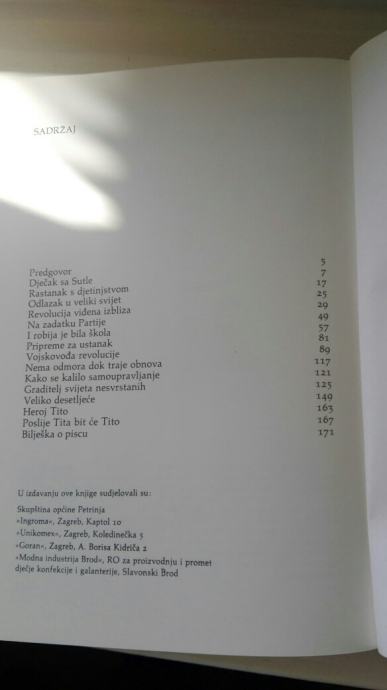 SADRŽAJ
Predgovor 5
Dječak sa Sutle 7
Rastanak s djetinjstvom 17
Odlazak u veliki svijet 25
Revolucija viđena izbliza 29
Na zadatku Partije 49
I robija je bila škola 57
Pripreme za ustanak 81
Vojskovođa revolucije 89
Nema odmora dok traje obnova 117
Kako se kalilo samoupravljanje 121
Graditelj svijeta nesvrstanih 125
Veliko desetljeće 149
Heroj Tito 163
Poslije Tita bit će Tito 167
Bilješka o piscu 171
U izdavanju ove knjige sudjelovali su:
Skupština općine Petrinja
»Ingroma«, Zagreb, Kaptol 10
»Unikomex«, Zagreb, Koledinečka 5
»Goran«, Zagreb, A. Borisa Kidriča 2
»Modna industrija Brod«, RO za proizvodnju i promet
dječje konfekcije i galanterije, Slavonski Brod